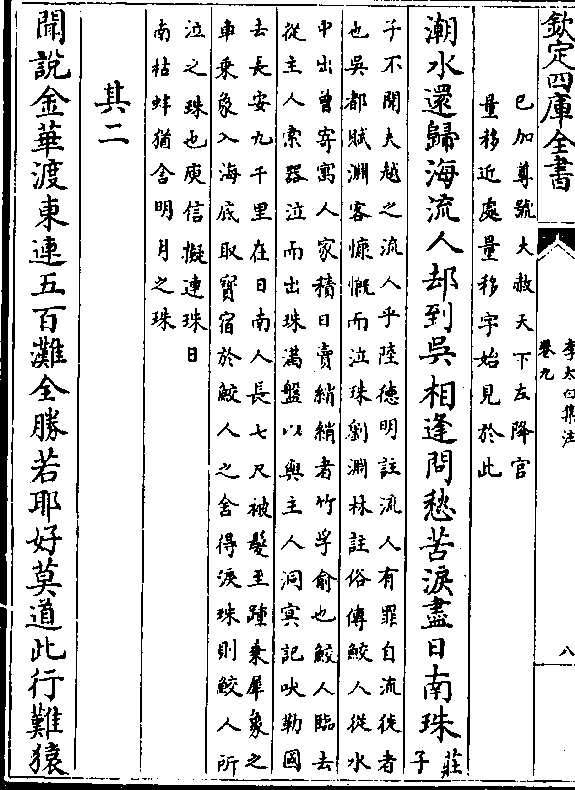 欽定四庫全書
李太白集注
卷九
八
已加尊號大赦天下左降官
量移近處量移字始見於此
潮水還歸海流人却到吳相逢問愁苦淚盡日南珠
莊
子
子不聞夫越之流人乎陸德明註流人有罪自流徙者
也吳都賦淵客慷慨而泣珠劉淵林註俗傳鮫人從水
中出曾寄寓人家積日賣綃綃者竹孚俞也鮫人臨去
從主人索器泣而出珠滿盤以與主人洞冥記吠勒國
去長安九千里在日南人長七尺被髮至踵乗犀象之
車乗象入海底取寳宿於鮫人之舍得淚珠則鮫人所
泣之珠也庾信擬連珠日
南枯蚌猶含明月之珠
其二
聞說金華渡東連五百灘全勝若耶好莫道此行難猿